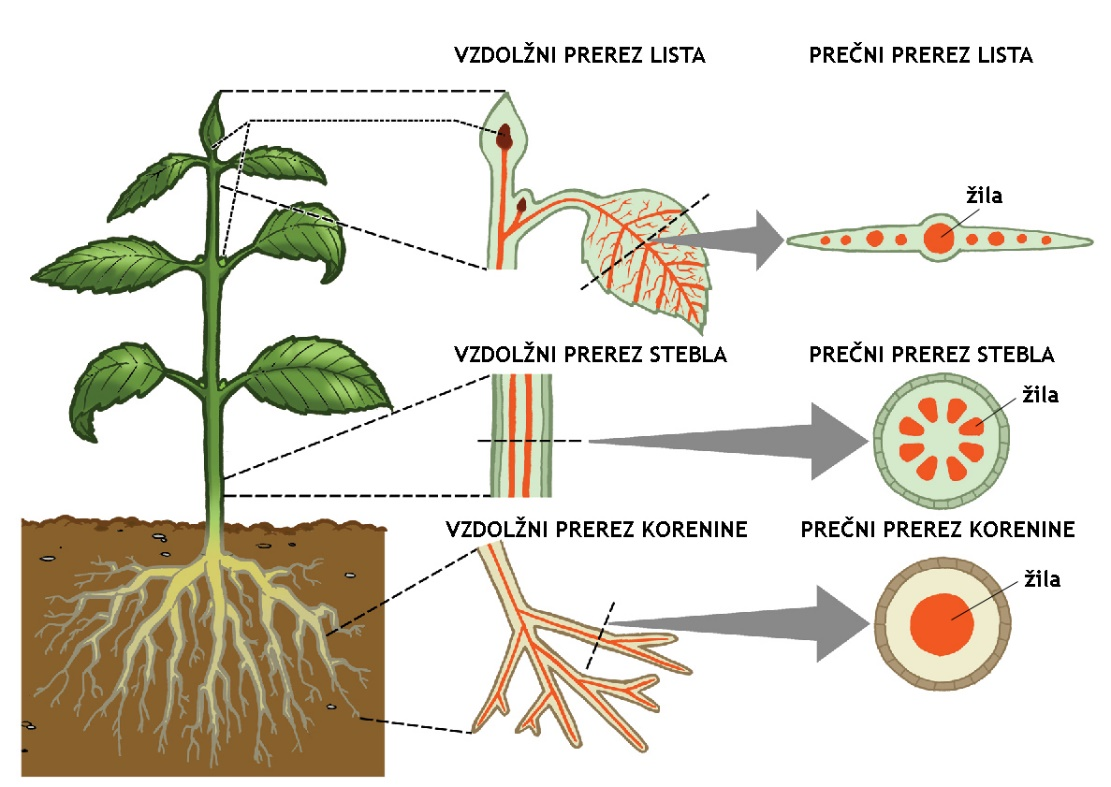 VZDOLŽNI PREREZ LISTA
PREČNI PREREZ LISTA
žila
VZDOLŽNI PREREZ STEBLA
PREČNI PREREZ STEBLA
žila
VZDOLŽNI PREREZ KORENINE
PREČNI PREREZ KORENINE
žila